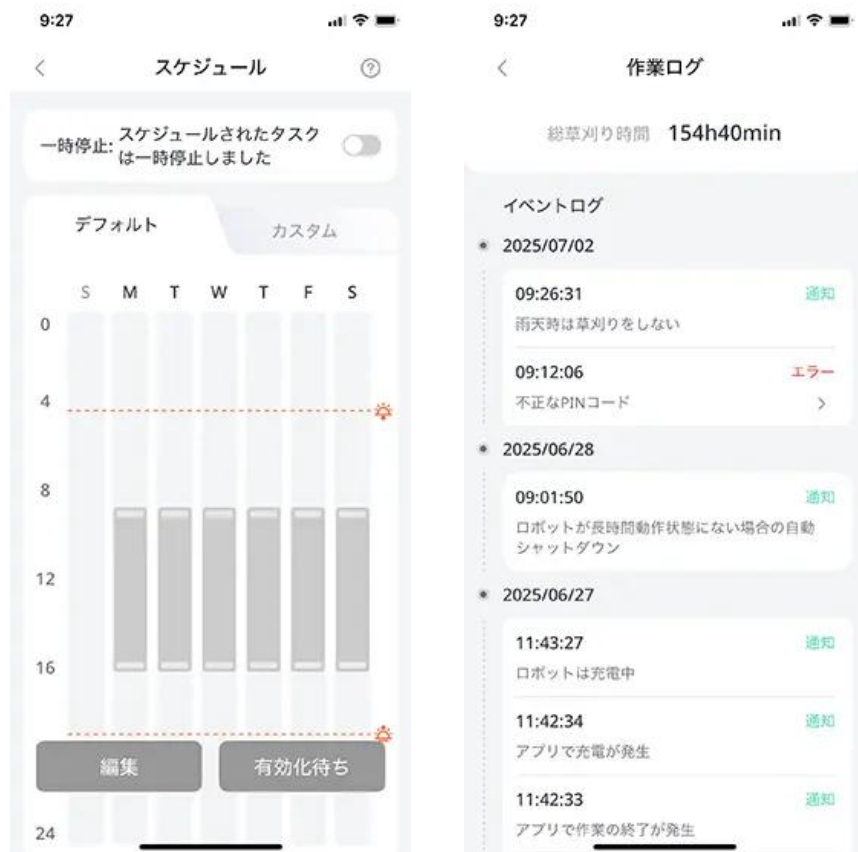 9:27
スケジュール
一時停止: スケジュールされたタスク
は一時停止しました
デフォルト
カスタム
S M T W T F S
0
4
8
12
16
編集
有効化待ち
24
9:27
作業ログ
総草刈り時間 154h40min
イベントログ
2025/07/02
09:26:31 通知
雨天時は草刈りをしない
09:12:06 エラー
不正なPINコード
2025/06/28
09:01:50 通知
ロボットが長時間動作状態にない場合の自動
シャットダウン
2025/06/27
11:43:27 通知
ロボットは充電中
11:42:34 通知
アプリで充電が発生
11:42:33 通知
アプリで作業の終了が発生